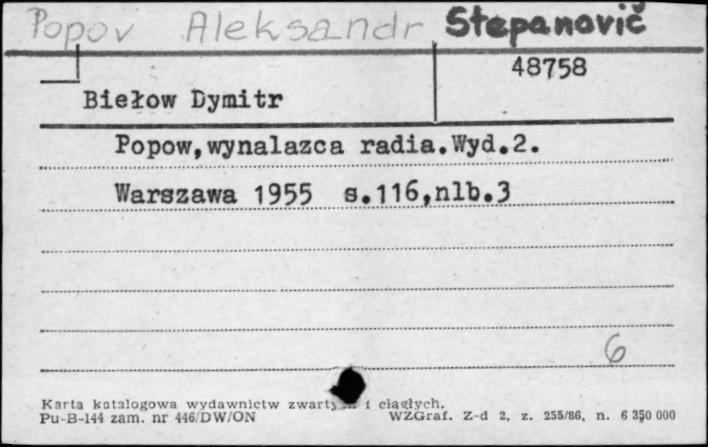 Popov Aleksandr Stepanovič
48758
Biełow Dymitr
Popow,wynalazca radia.Wyd.2.
Warszawa 1955 s.116,nlb.3
6
Karta katalogowa wydawnictw i ciągłych.
Pu-B-144 zam. nr 446/DW/ON WZGraf. Z-d 2, z. 255/86, n. 6 350 000